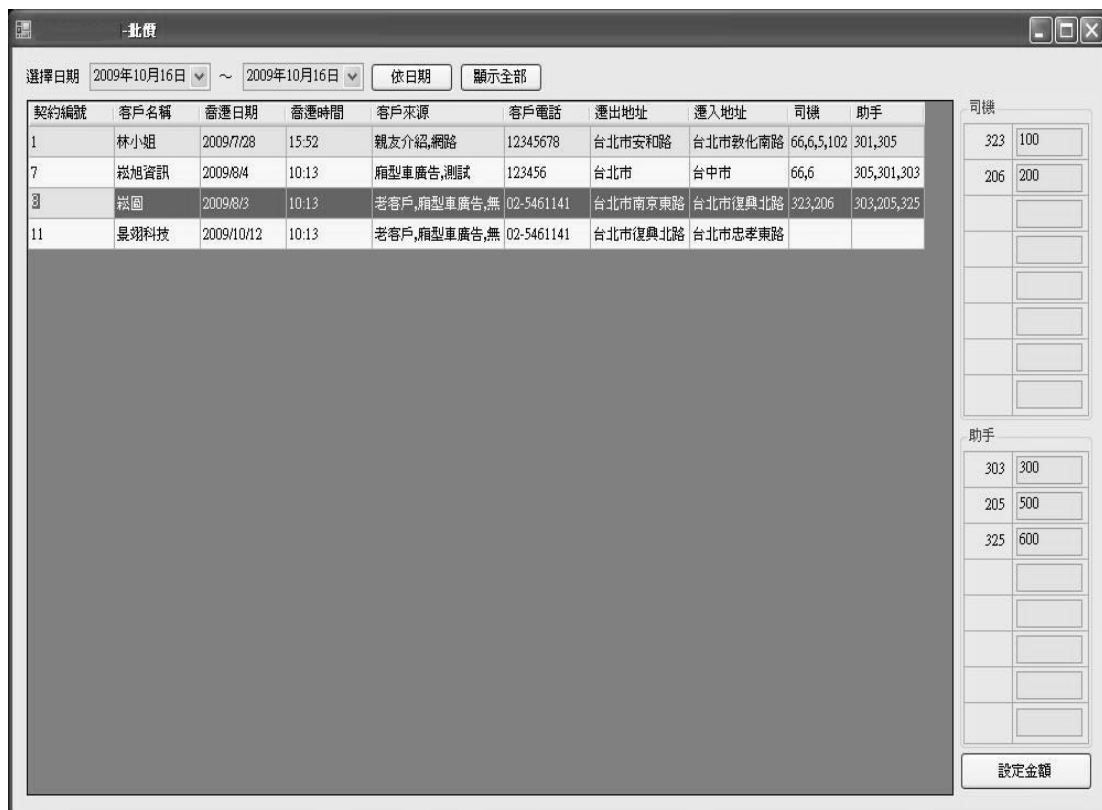 -批價
選擇日期 2009年10月16日 ～ 2009年10月16日 依日期 顯示全部
契約編號 客戶名稱 喬遷日期 喬遷時間 客戶來源 客戶電話 遷出地址 遷入地址 司機 助手
1 林小姐 2009/7/28 15:52 親友介紹,網路 12345678 台北市安和路 台北市敦化南路 66,6,5,102 301,305
7 崧旭資訊 2009/8/4 10:13 廂型車廣告,測試 123456 台北市 台中市 66,6 305,301,303
8 崧圓 2009/8/3 10:13 老客戶,廂型車廣告,無 02-5461141 台北市南京東路 台北市復興北路 323,206 303,205,325
11 景翊科技 2009/10/12 10:13 老客戶,廂型車廣告,無 02-5461141 台北市復興北路 台北市忠孝東路
司機
323 100
206 200
助手
303 300
205 500
325 600
設定金額